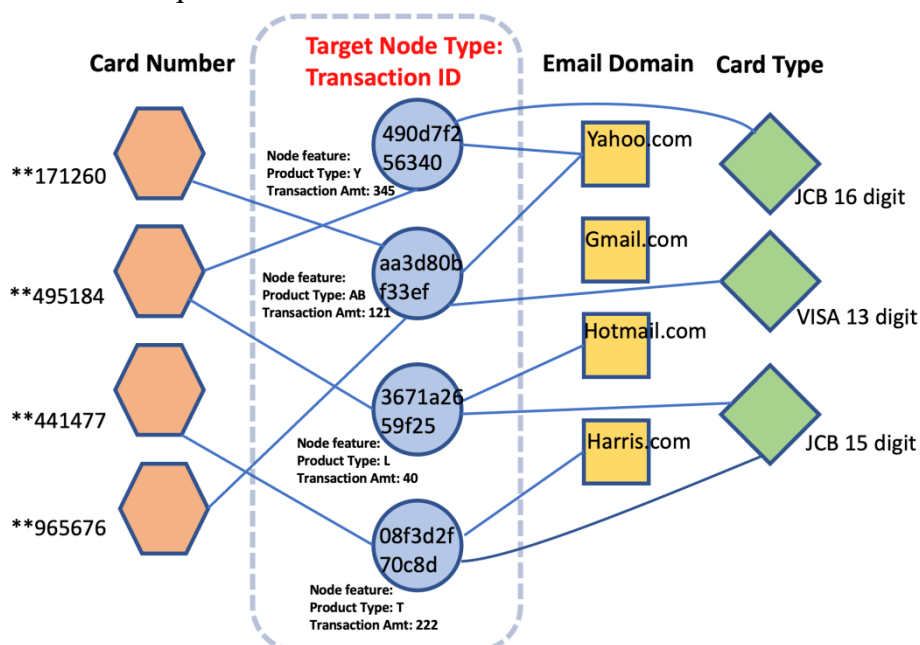 Target Node Type:
Transaction ID
Card Number
Email Domain
Card Type
**171260
490d7f2
56340
Node feature:
Product Type: Y
Transaction Amt: 345
Yahoo.com
JCB 16 digit
**495184
aa3d80b
f33ef
Node feature:
Product Type: AB
Transaction Amt: 121
Gmail.com
VISA 13 digit
Hotmail.com
**441477
3671a26
59f25
Node feature:
Product Type: L
Transaction Amt: 40
Harris.com
JCB 15 digit
**965676
08f3d2f
70c8d
Node feature:
Product Type: T
Transaction Amt: 222